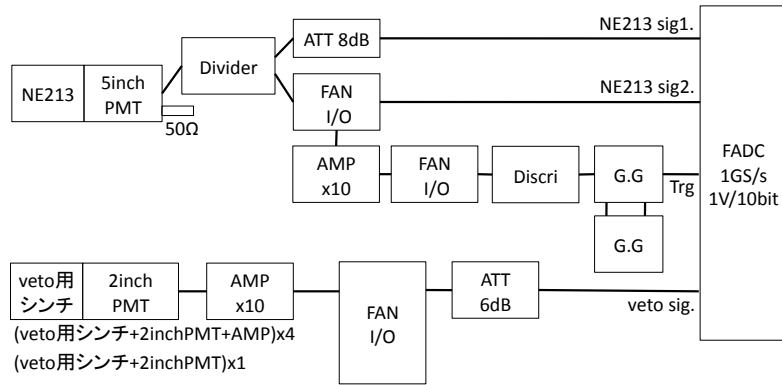 NE213
5inch
PMT
50Ω
Divider
ATT 8dB
FAN
I/O
NE213 sig1.
NE213 sig2.
AMP
x10
FAN
I/O
Discri
G.G
G.G
Trg
FADC
1GS/s
1V/10bit
veto用
シンチ
2inch
PMT
AMP
x10
FAN
I/O
ATT
6dB
veto sig.
(veto用シンチ+2inchPMT+AMP)x4
(veto用シンチ+2inchPMT)x1